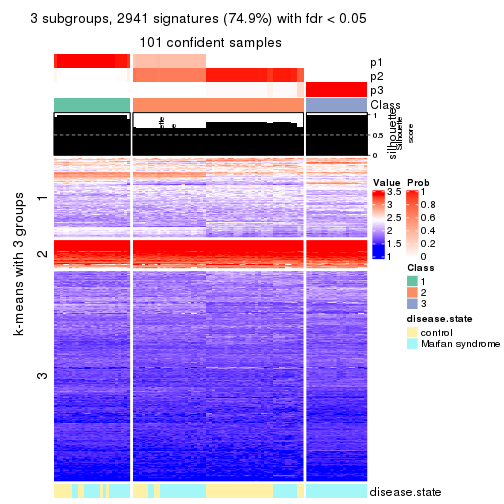 3 subgroups, 2941 signatures (74.9%) with fdr < 0.05
101 confident samples
p1
p2
p3
Class
1
0.5
0
silhouette
Silhouette
score
k-means with 3 groups
1
2
3
disease.state
Value
3.5
3
2.5
2
1.5
1
Prob
1
0.8
0.6
0.4
0.2
0
Class
1
2
3
disease.state
control
Marfan syndrome